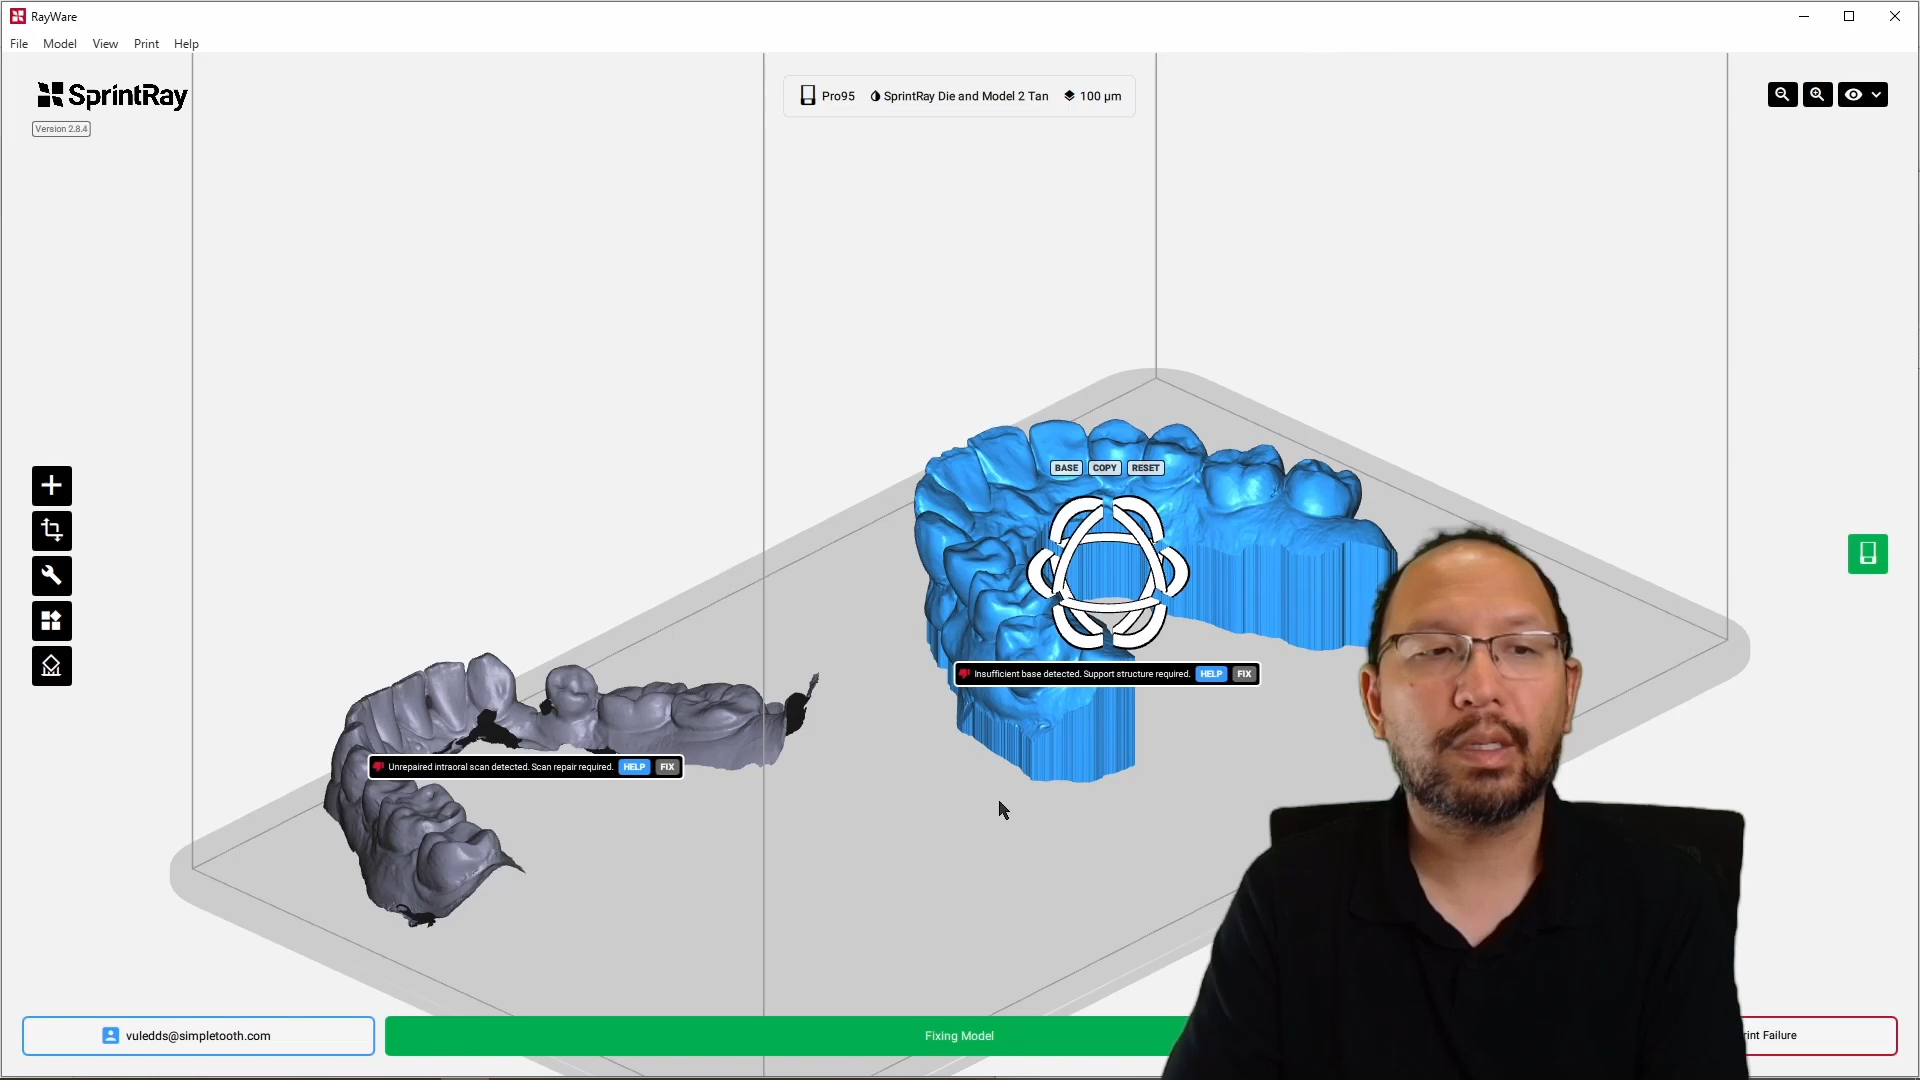 RayWare
File Model View Print Help
SprintRay
Version 2.8.4
Pro95 SprintRay Die and Model 2 Tan 100 µm
BASE COPY RESET
Insufficient base detected. Support structure required. HELP FIX
Unrepaired intraoral scan detected. Scan repair required. HELP FIX
vuledds@simpletooth.com
Fixing Model
Failure